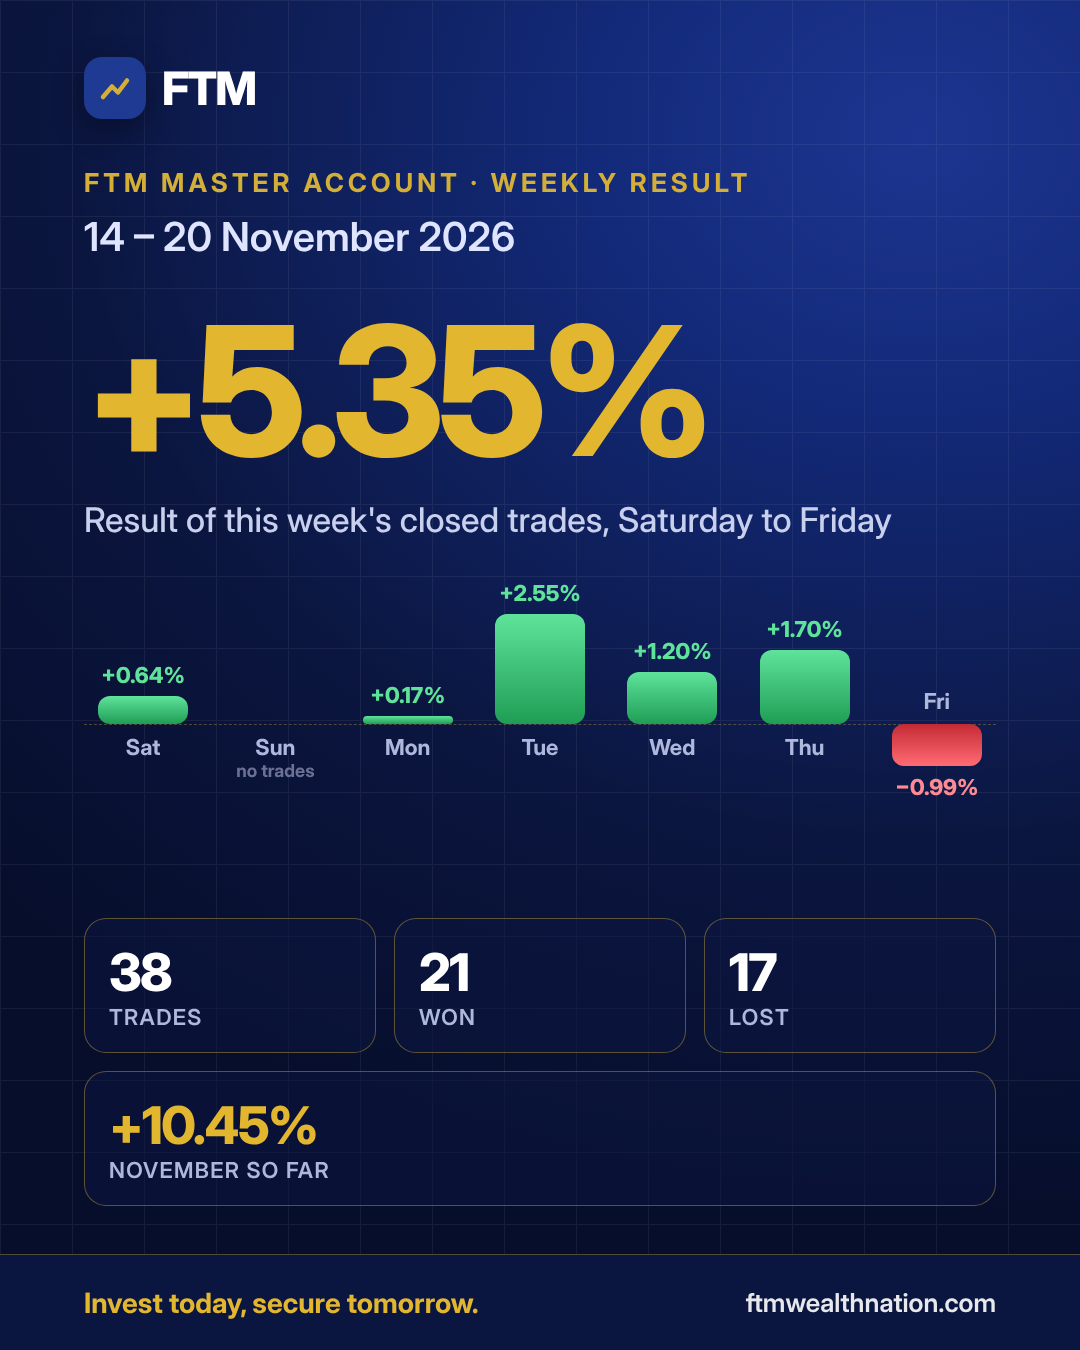 FTM
FTM MASTER ACCOUNT · WEEKLY RESULT
14 – 20 November 2026
+5.35%
Result of this week's closed trades, Saturday to Friday
+0.64%
Sat
Sun
no trades
+0.17%
Mon
+2.55%
Tue
+1.20%
Wed
+1.70%
Thu
Fri
−0.99%
38
TRADES
21
WON
17
LOST
+10.45%
NOVEMBER SO FAR
Invest today, secure tomorrow.
ftmwealthnation.com